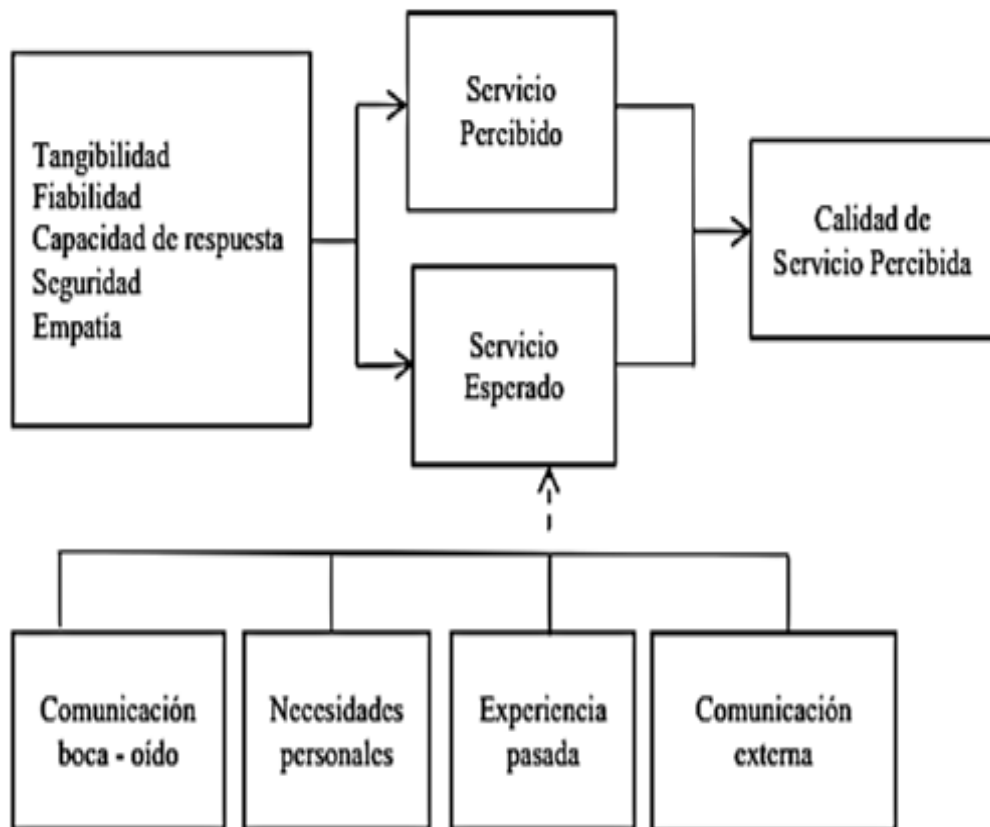 Tangibilidad
Fiabilidad
Capacidad de respuesta
Seguridad
Empatía
Servicio
Percibido
Servicio
Esperado
Calidad de
Servicio Percibida
Comunicación
boca - oído
Necesidades
personales
Experiencia
pasada
Comunicación
externa